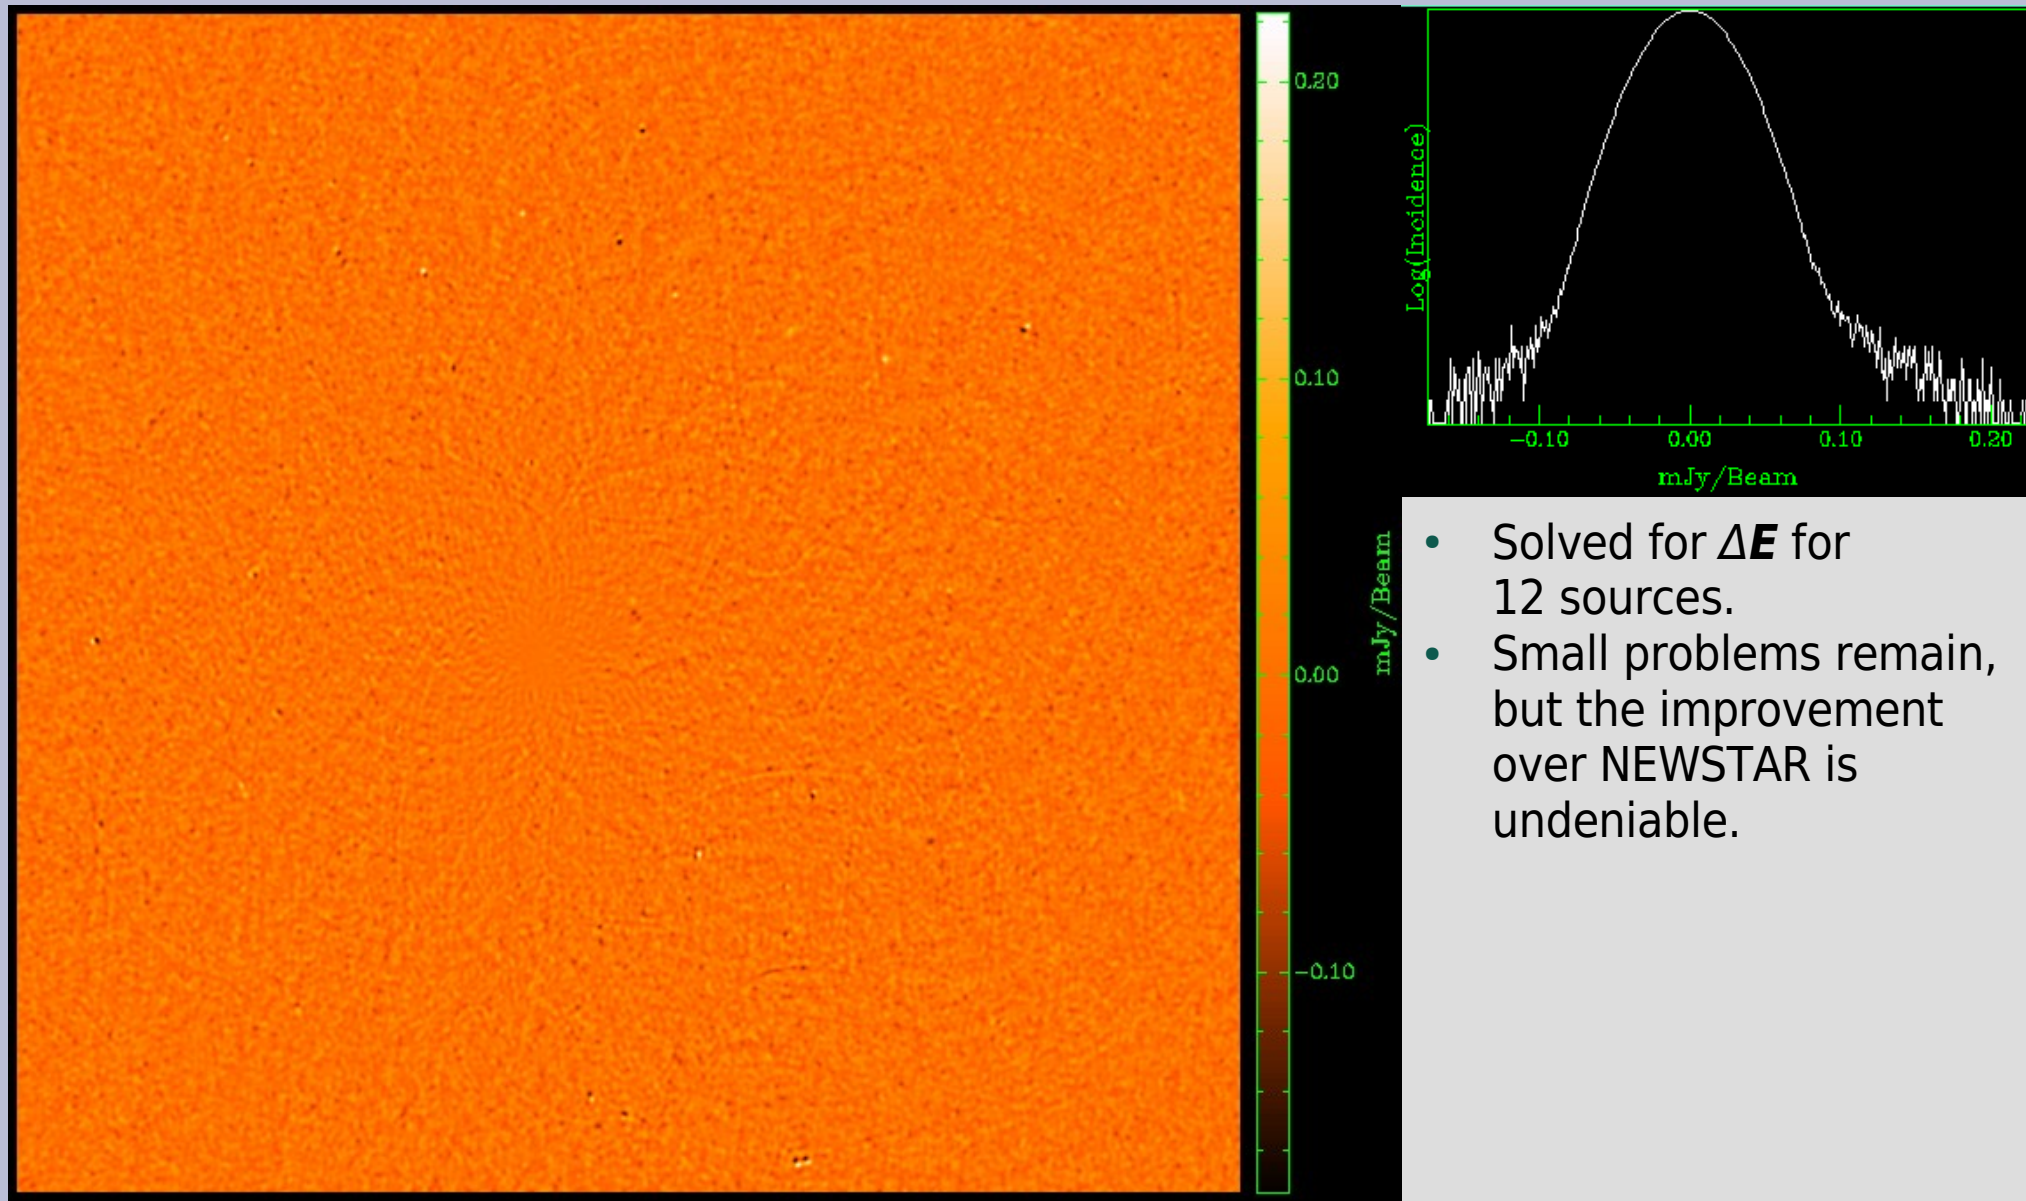 0.20
0.10
0.00
-0.10
mJy/Beam
Log(Incidence)
-0.10 0.00 0.10 0.20
mJy/Beam
• Solved for ΔE for
12 sources.
• Small problems remain,
but the improvement
over NEWSTAR is
undeniable.